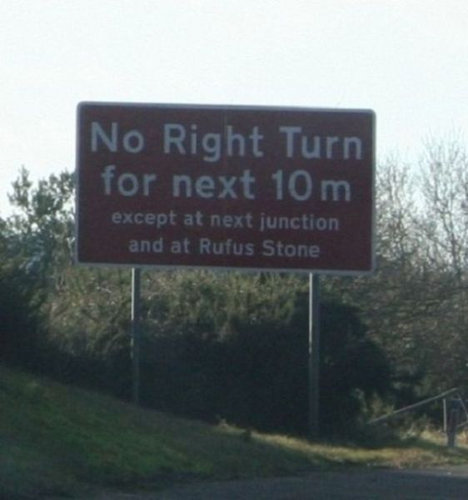 No Right Turn
for next 10 m
except at next junction
and at Rufus Stone